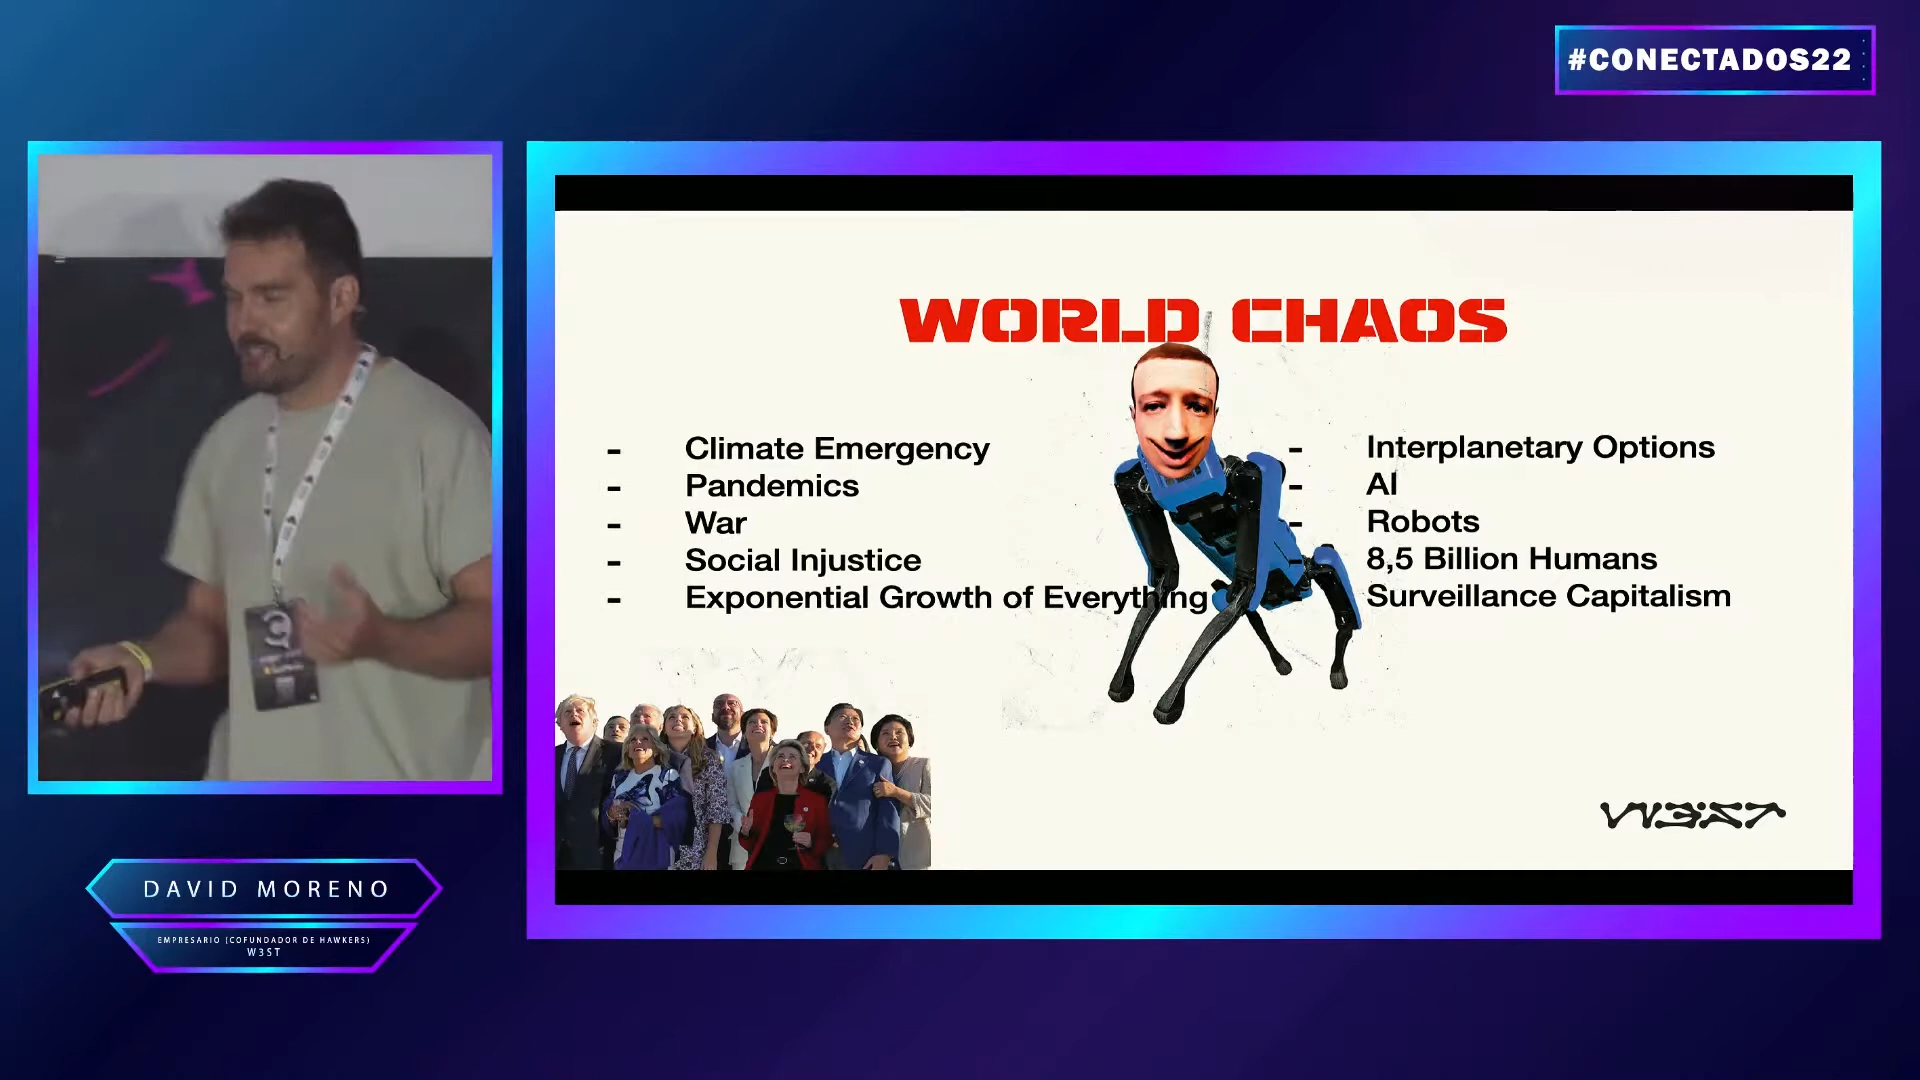 #CONECTADOS22
WORLD CHAOS
- Climate Emergency
- Pandemics
- War
- Social Injustice
- Exponential Growth of Everything
- Interplanetary Options
- AI
- Robots
- 8,5 Billion Humans
- Surveillance Capitalism
W3ST
DAVID MORENO
EMPRESARIO (COFUNDADOR DE HAWKERS)
W3ST